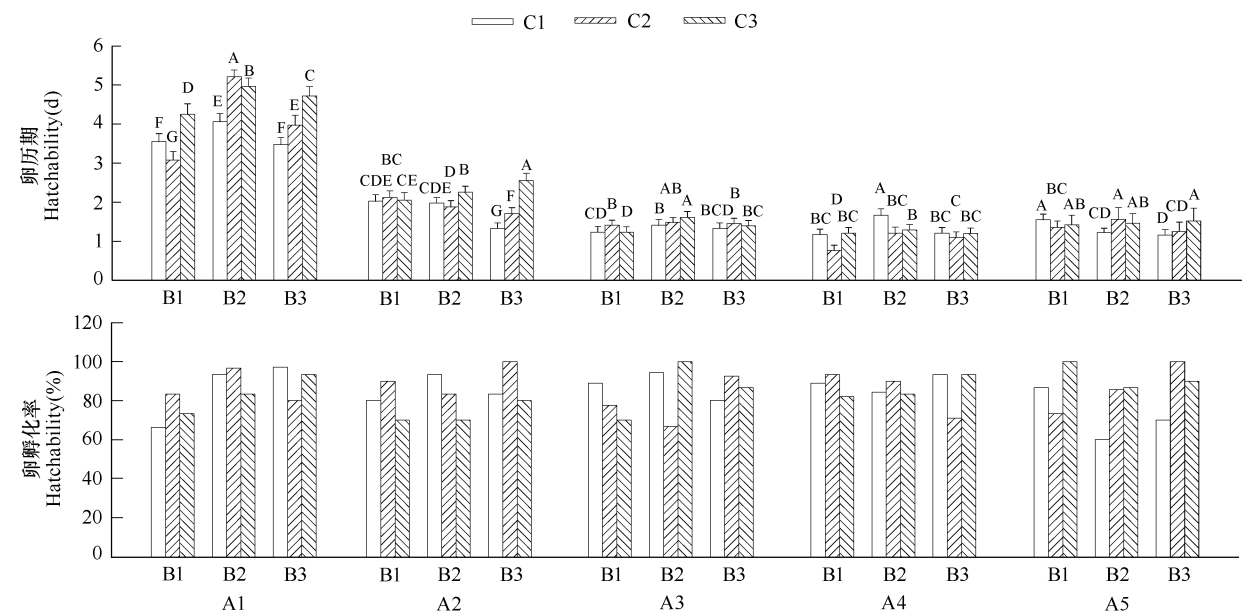 C1 C2 C3
卵历期
Hatchability(d)
6
5
4
3
2
1
0
F G D
E A B
F E C
CDE BC CE
CDE D B
G F A
CD B D
B AB A
BCD B BC
BC D BC
A BC B
BC C BC
A BC AB
CD A AB
D CD A
B1 B2 B3 B1 B2 B3 B1 B2 B3 B1 B2 B3 B1 B2 B3
卵孵化率
Hatchability(%)
120
100
80
60
40
20
0
B1 B2 B3 B1 B2 B3 B1 B2 B3 B1 B2 B3 B1 B2 B3
A1 A2 A3 A4 A5